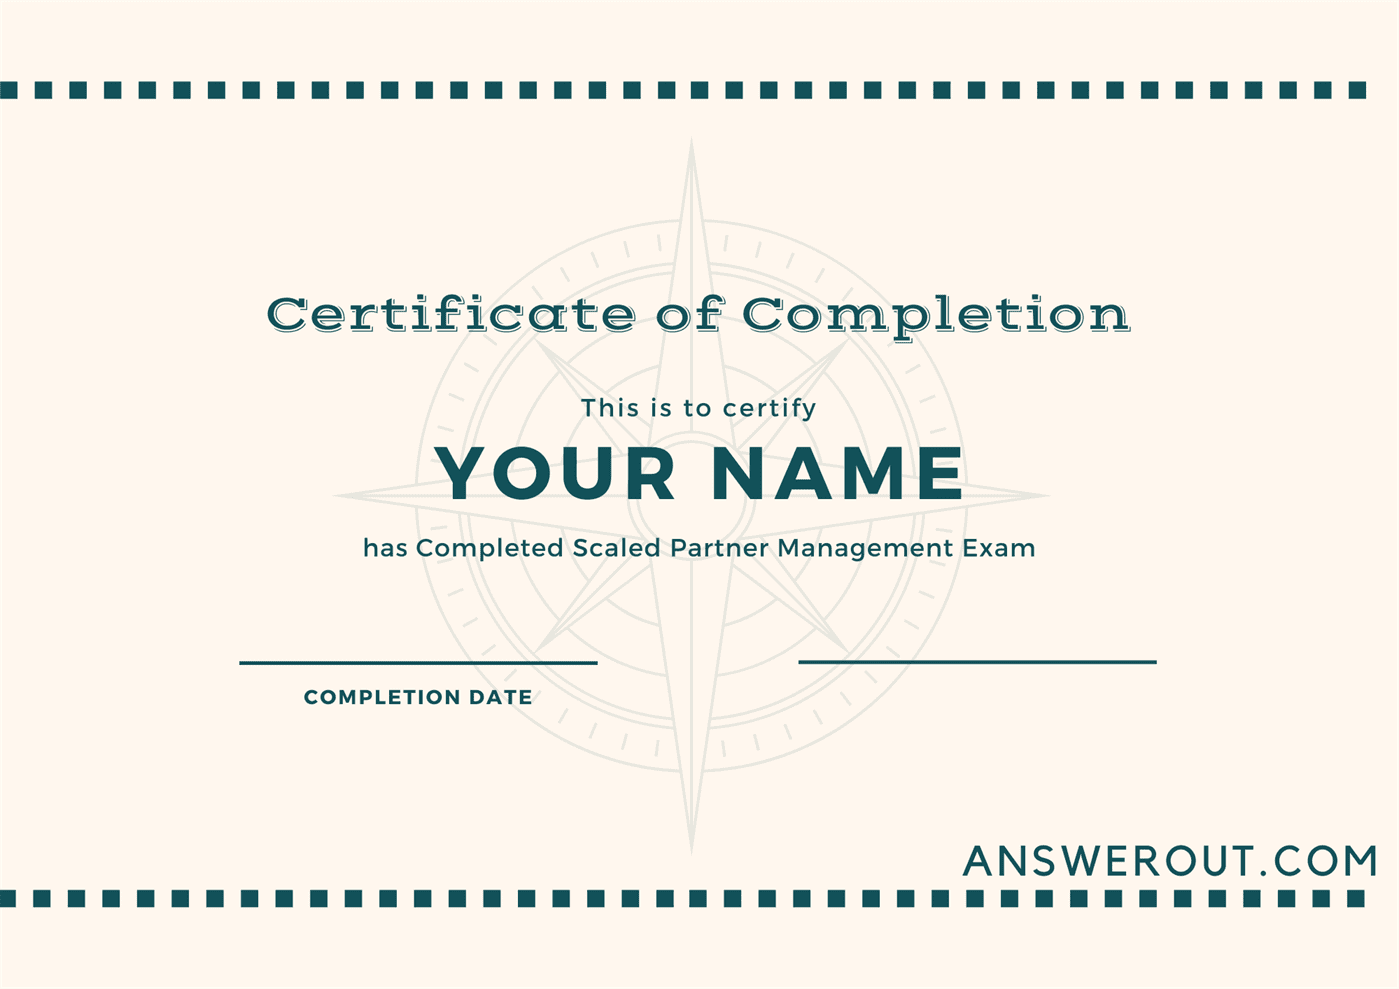 Certificate of Completion
This is to certify
YOUR NAME
has Completed Scaled Partner Management Exam
COMPLETION DATE
ANSWEROUT.COM